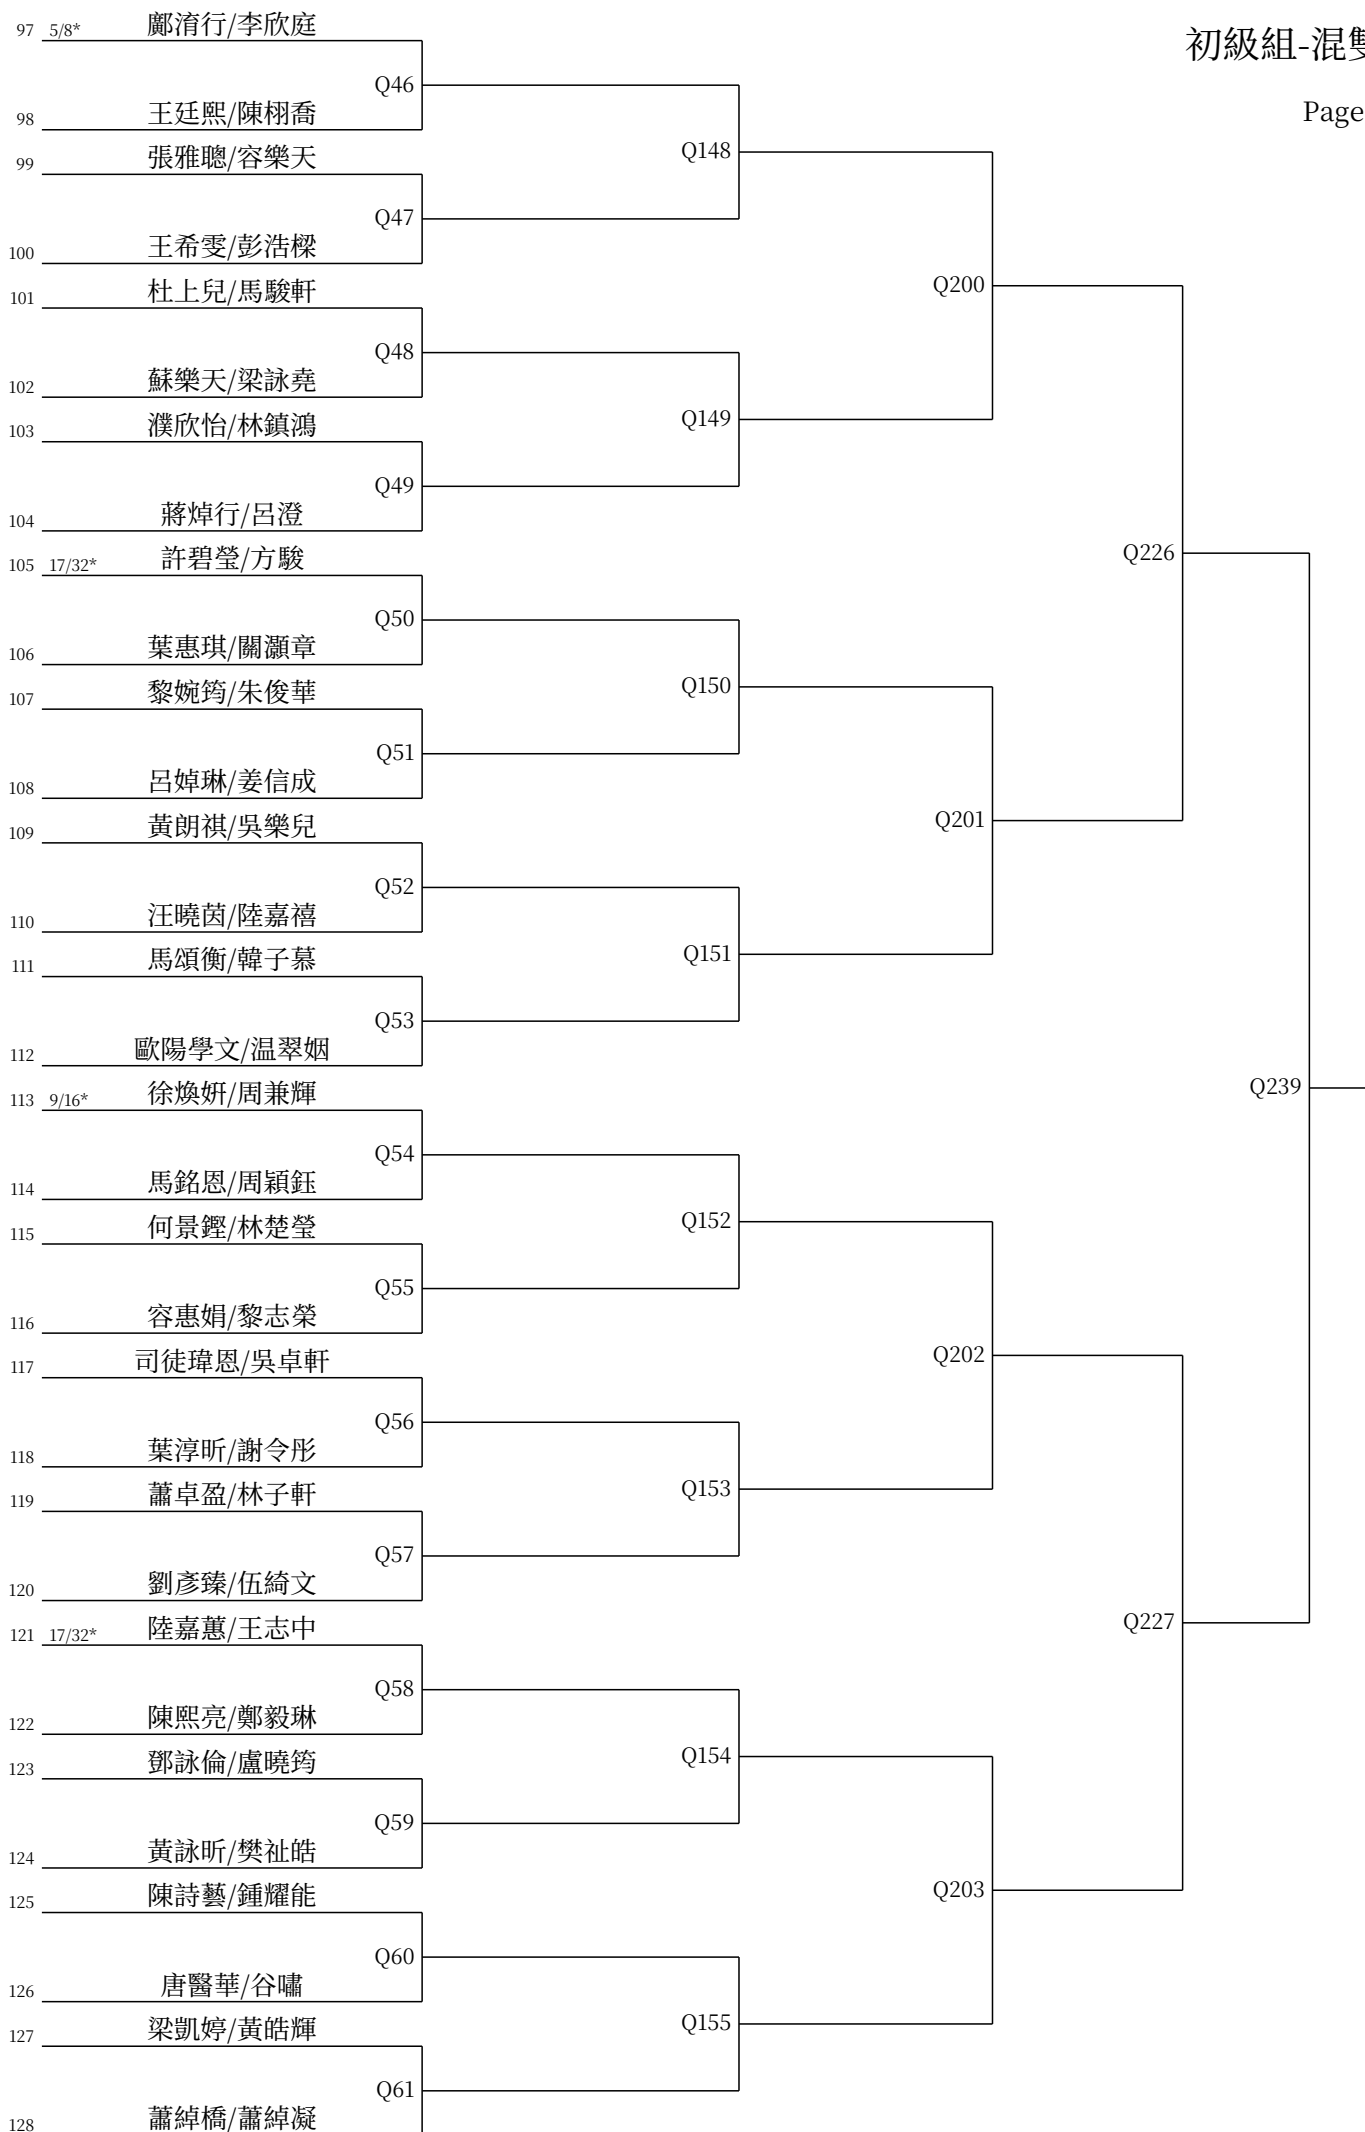 初級組-混雙
Page
97 5/8* 鄺淯行/李欣庭
Q46
98 王廷熙/陳栩喬
Q148
99 張雅聰/容樂天
Q47
100 王希雯/彭浩樑
Q200
101 杜上兒/馬駿軒
Q48
102 蘇樂天/梁詠堯
Q149
103 濮欣怡/林鎮鴻
Q49
104 蔣焯行/呂澄
Q226
105 17/32* 許碧瑩/方駿
Q50
106 葉惠琪/關灝章
Q150
107 黎婉筠/朱俊華
Q51
108 呂婥琳/姜信成
Q201
109 黃朗祺/吳樂兒
Q52
110 汪曉茵/陸嘉禧
Q151
111 馬頌衡/韓子慕
Q53
112 歐陽學文/温翠姻
Q239
113 9/16* 徐煥妍/周兼輝
Q54
114 馬銘恩/周穎鈺
Q152
115 何景鏗/林楚瑩
Q55
116 容惠娟/黎志榮
Q202
117 司徒瑋恩/吳卓軒
Q56
118 葉淳昕/謝令彤
Q153
119 蕭卓盈/林子軒
Q57
120 劉彥臻/伍綺文
Q227
121 17/32* 陸嘉蕙/王志中
Q58
122 陳熙亮/鄭毅琳
Q154
123 鄧詠倫/盧曉筠
Q59
124 黃詠昕/樊祉皓
Q203
125 陳詩藝/鍾耀能
Q60
126 唐醫華/谷嘯
Q155
127 梁凱婷/黃皓輝
Q61
128 蕭綽橋/蕭綽凝